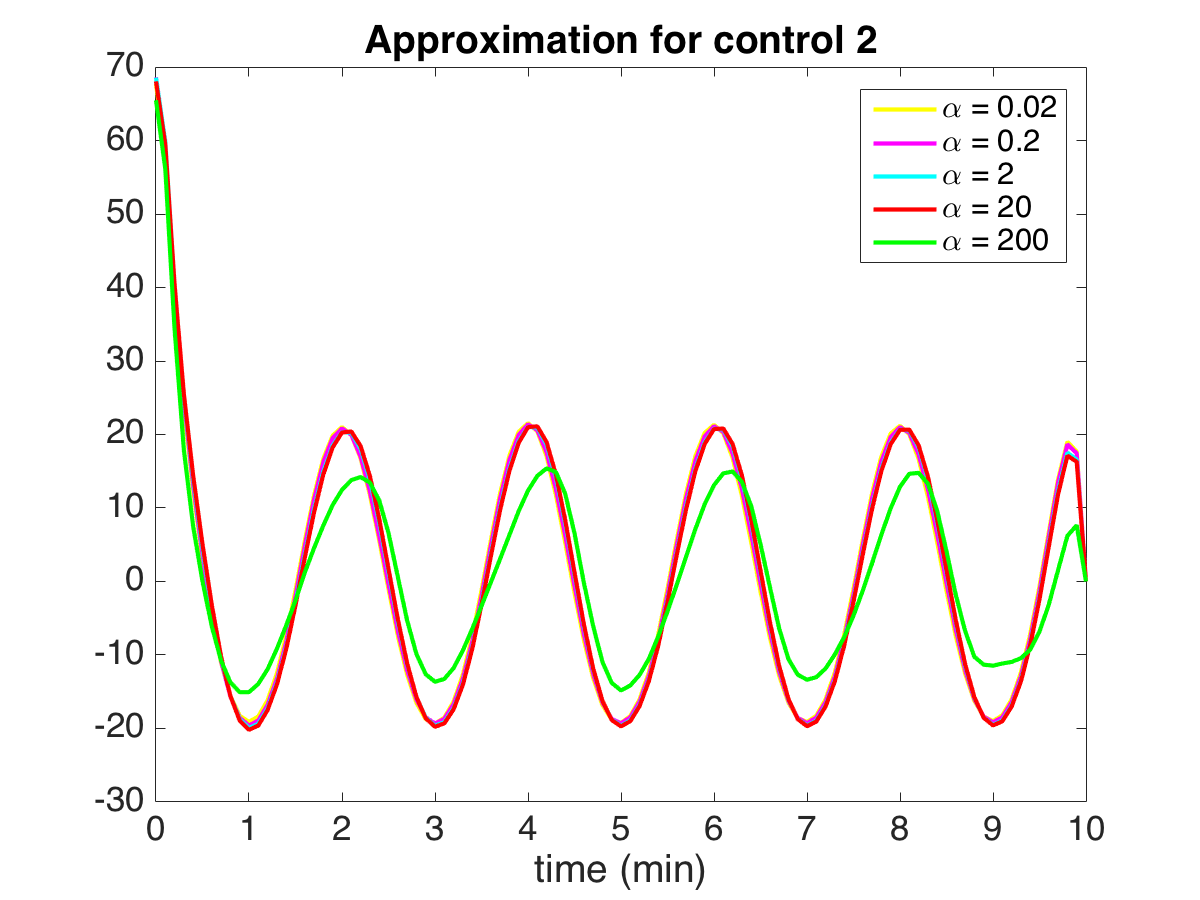 Approximation for control 2
70
60
50
40
30
20
10
0
-10
-20
-30
α = 0.02
α = 0.2
α = 2
α = 20
α = 200
0 1 2 3 4 5 6 7 8 9 10
time (min)